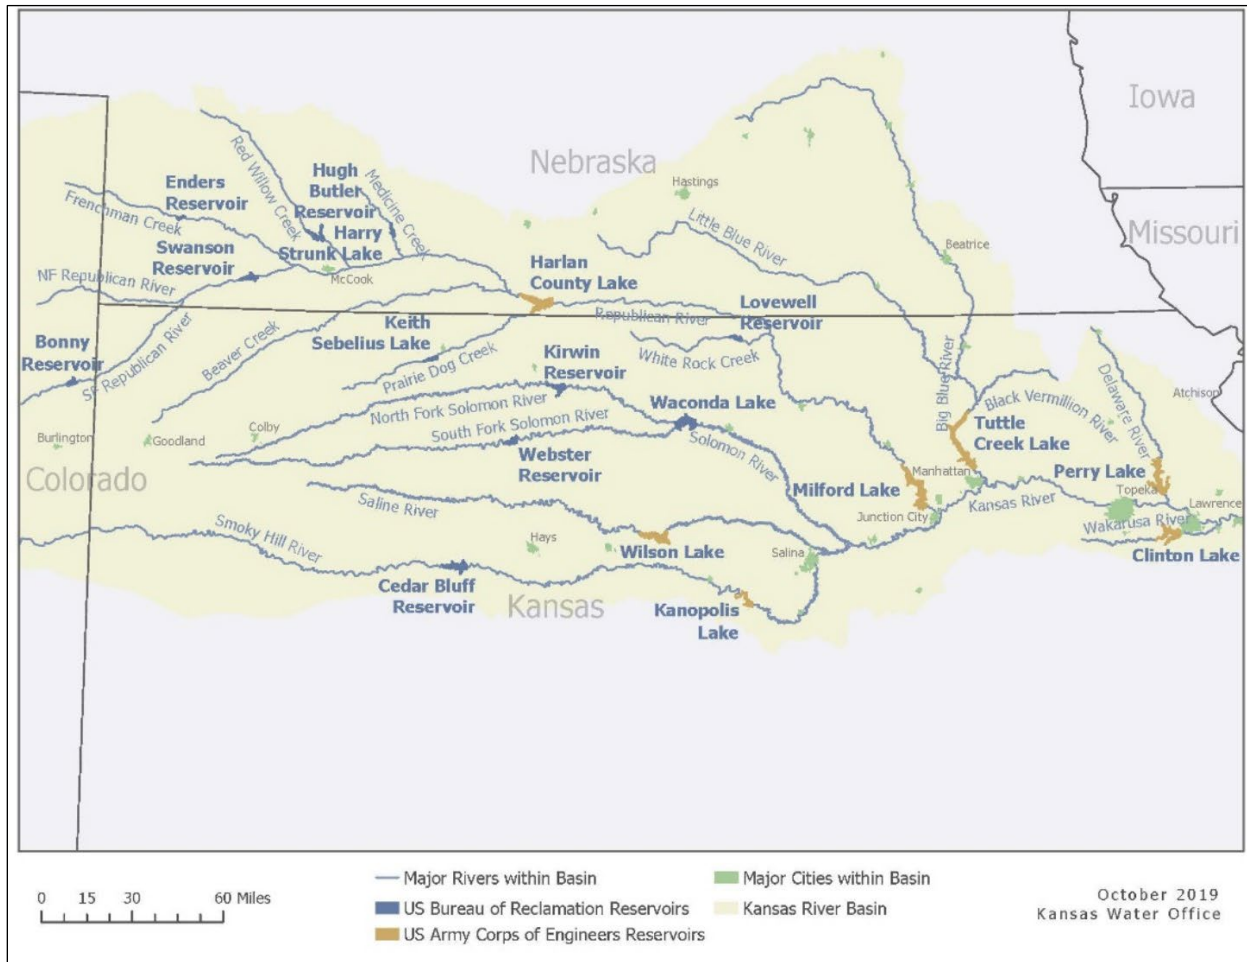 Iowa
Nebraska
Missouri
Red Willow Creek
Hugh
Butler
Reservoir
Medicine Creek
Enders
Reservoir
Frenchman Creek
Harry
Strunk Lake
Swanson
Reservoir
McCook
NF Republican River
Hastings
Little Blue River
Beatrice
Harlan
County Lake
Republican River
Lovewell
Reservoir
Bonny
Reservoir
SF Republican River
Beaver Creek
Keith
Sebelius Lake
Prairie Dog Creek
Kirwin
Reservoir
White Rock Creek
Big Blue River
Black Vermillion River
Delaware River
Atchison
North Fork Solomon River
Waconda Lake
Tuttle
Creek Lake
Burlington
Goodland
Colby
South Fork Solomon River
Webster
Reservoir
Solomon River
Manhattan
Perry Lake
Colorado
Milford Lake
Kansas River
Topeka
Lawrence
Saline River
Junction City
Wakarusa River
Smoky Hill River
Hays
Wilson Lake
Salina
Clinton Lake
Cedar Bluff
Reservoir
Kansas
Kanopolis
Lake
0 15 30 60 Miles
Major Rivers within Basin
US Bureau of Reclamation Reservoirs
US Army Corps of Engineers Reservoirs
Major Cities within Basin
Kansas River Basin
October 2019
Kansas Water Office